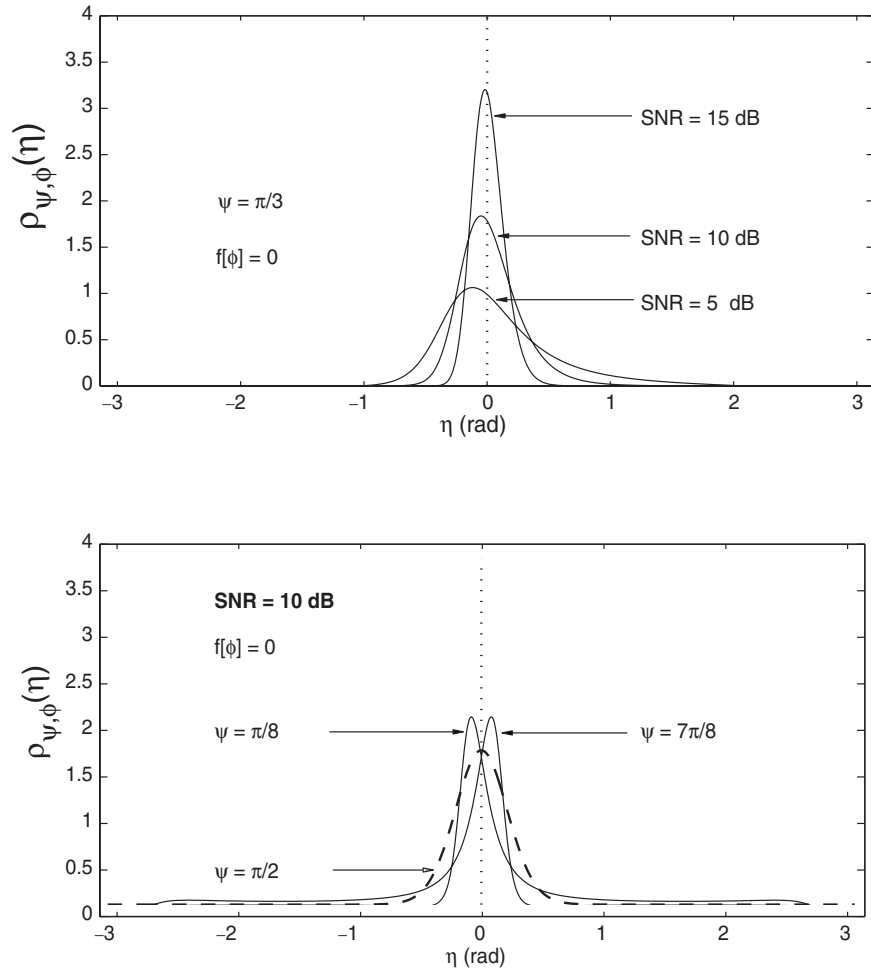 4
3.5
3
2.5
2
1.5
1
0.5
0
ρψ,ϕ(η)
SNR = 15 dB
ψ = π/3
SNR = 10 dB
f[ϕ] = 0
SNR = 5 dB
−3 −2 −1 0 1 2 3
η (rad)
4
3.5
3
2.5
2
1.5
1
0.5
0
ρψ,ϕ(η)
SNR = 10 dB
f[ϕ] = 0
ψ = π/8
ψ = 7π/8
ψ = π/2
−3 −2 −1 0 1 2 3
η (rad)